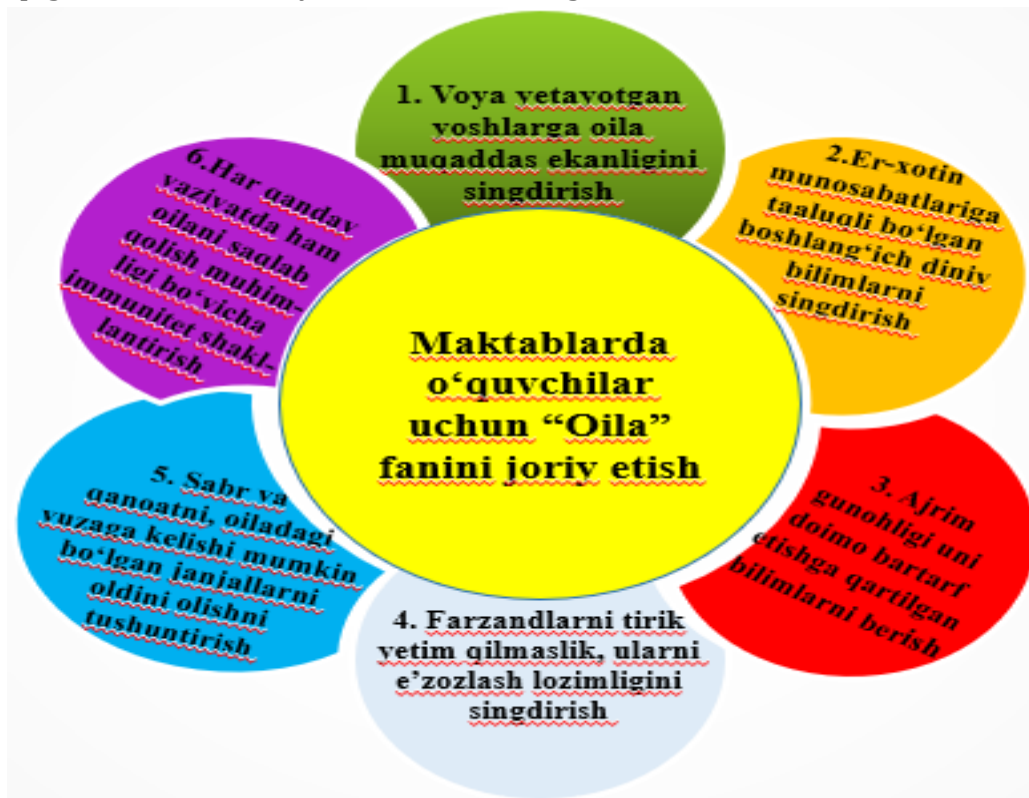 1. Voya yetayotgan
yoshlarga oila
muqaddas ekanligini
singdirish
2.Er-xotin
munosabatlariga
taaluqli bo‘lgan
boshlang‘ich diniy
bilimlarni
singdirish
3. Ajrim
gunohligi uni
doimo bartarf
etishga qartilgan
bilimlarni berish
4. Farzandlarni tirik
yetim qilmaslik, ularni
e’zozlash lozimligini
singdirish
5. Sabr va
qanoatni, oiladagi
yuzaga kelishi mumkin
bo‘lgan janjallarni
oldini olishni
tushuntirish
6.Har qanday
vaziyatda ham
oilani saqlab
qolish muhim-
ligi bo‘yicha
immunitet shakl-
lantirish
Maktablarda
o‘quvchilar
uchun “Oila”
fanini joriy etish